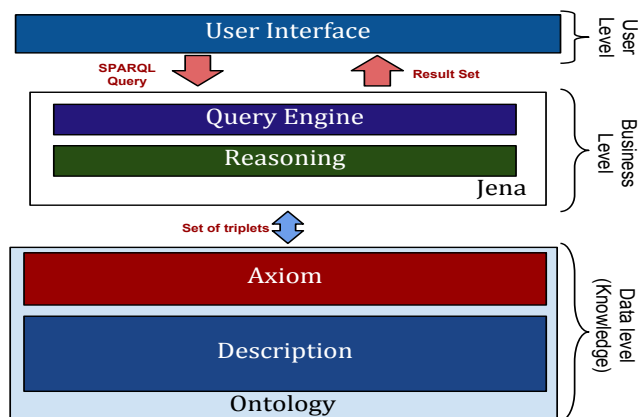 User Interface
User
Level
SPARQL
Query
Result Set
Query Engine
Reasoning
Jena
Business
Level
Set of triplets
Axiom
Description
Ontology
Data level
(Knowledge)